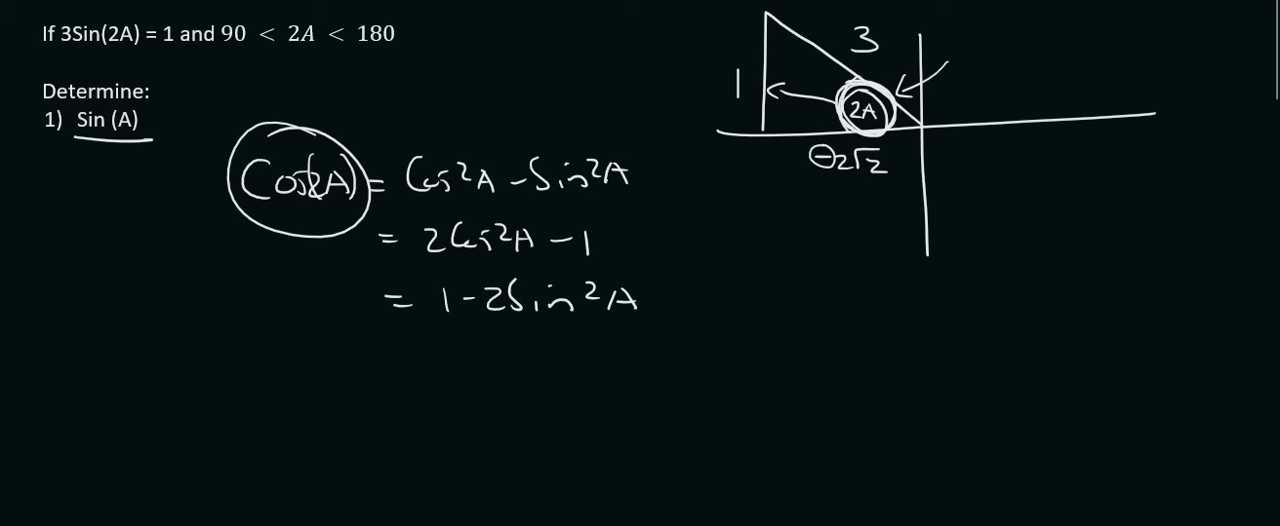 If 3Sin(2A) = 1 and 90 < 2A < 180
Determine:
1) Sin (A)
Cos(2A) = Cos²A - Sin²A
= 2Cos²A - 1
= 1 - 2Sin²A
3
1
2A
-2√2